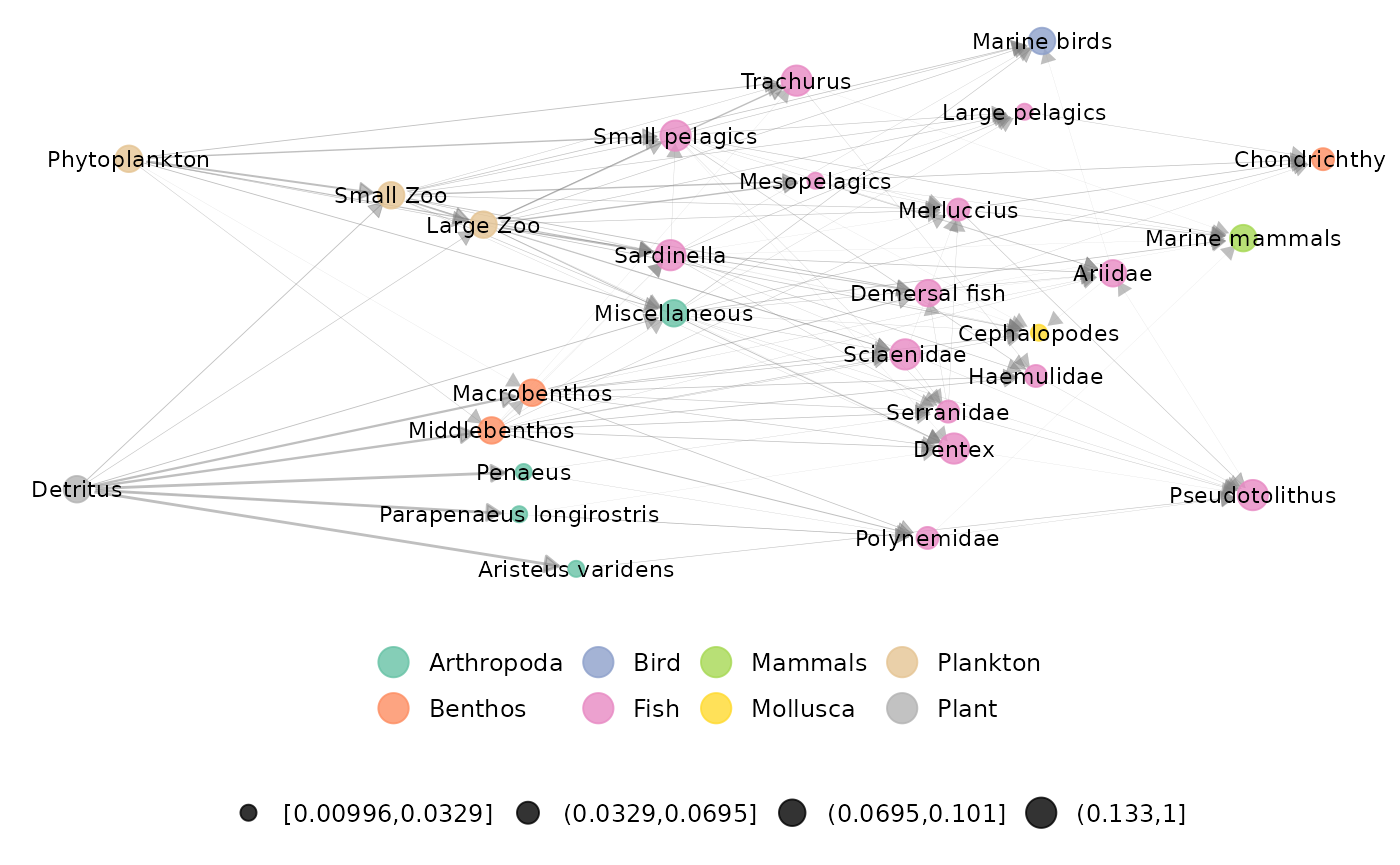 Marine birds
Trachurus
Large pelagics
Small pelagics
Phytoplankton
Chondrichthy
Mesopelagics
Small Zoo
Merluccius
Large Zoo
Marine mammals
Sardinella
Ariidae
Demersal fish
Miscellaneous
Cephalopodes
Sciaenidae
Haemulidae
Macrobenthos
Serranidae
Middlebenthos
Dentex
Penaeus
Detritus
Pseudotolithus
Parapenaeus longirostris
Polynemidae
Aristeus varidens
Arthropoda Bird Mammals Plankton
Benthos Fish Mollusca Plant
[0.00996,0.0329] (0.0329,0.0695] (0.0695,0.101] (0.133,1]